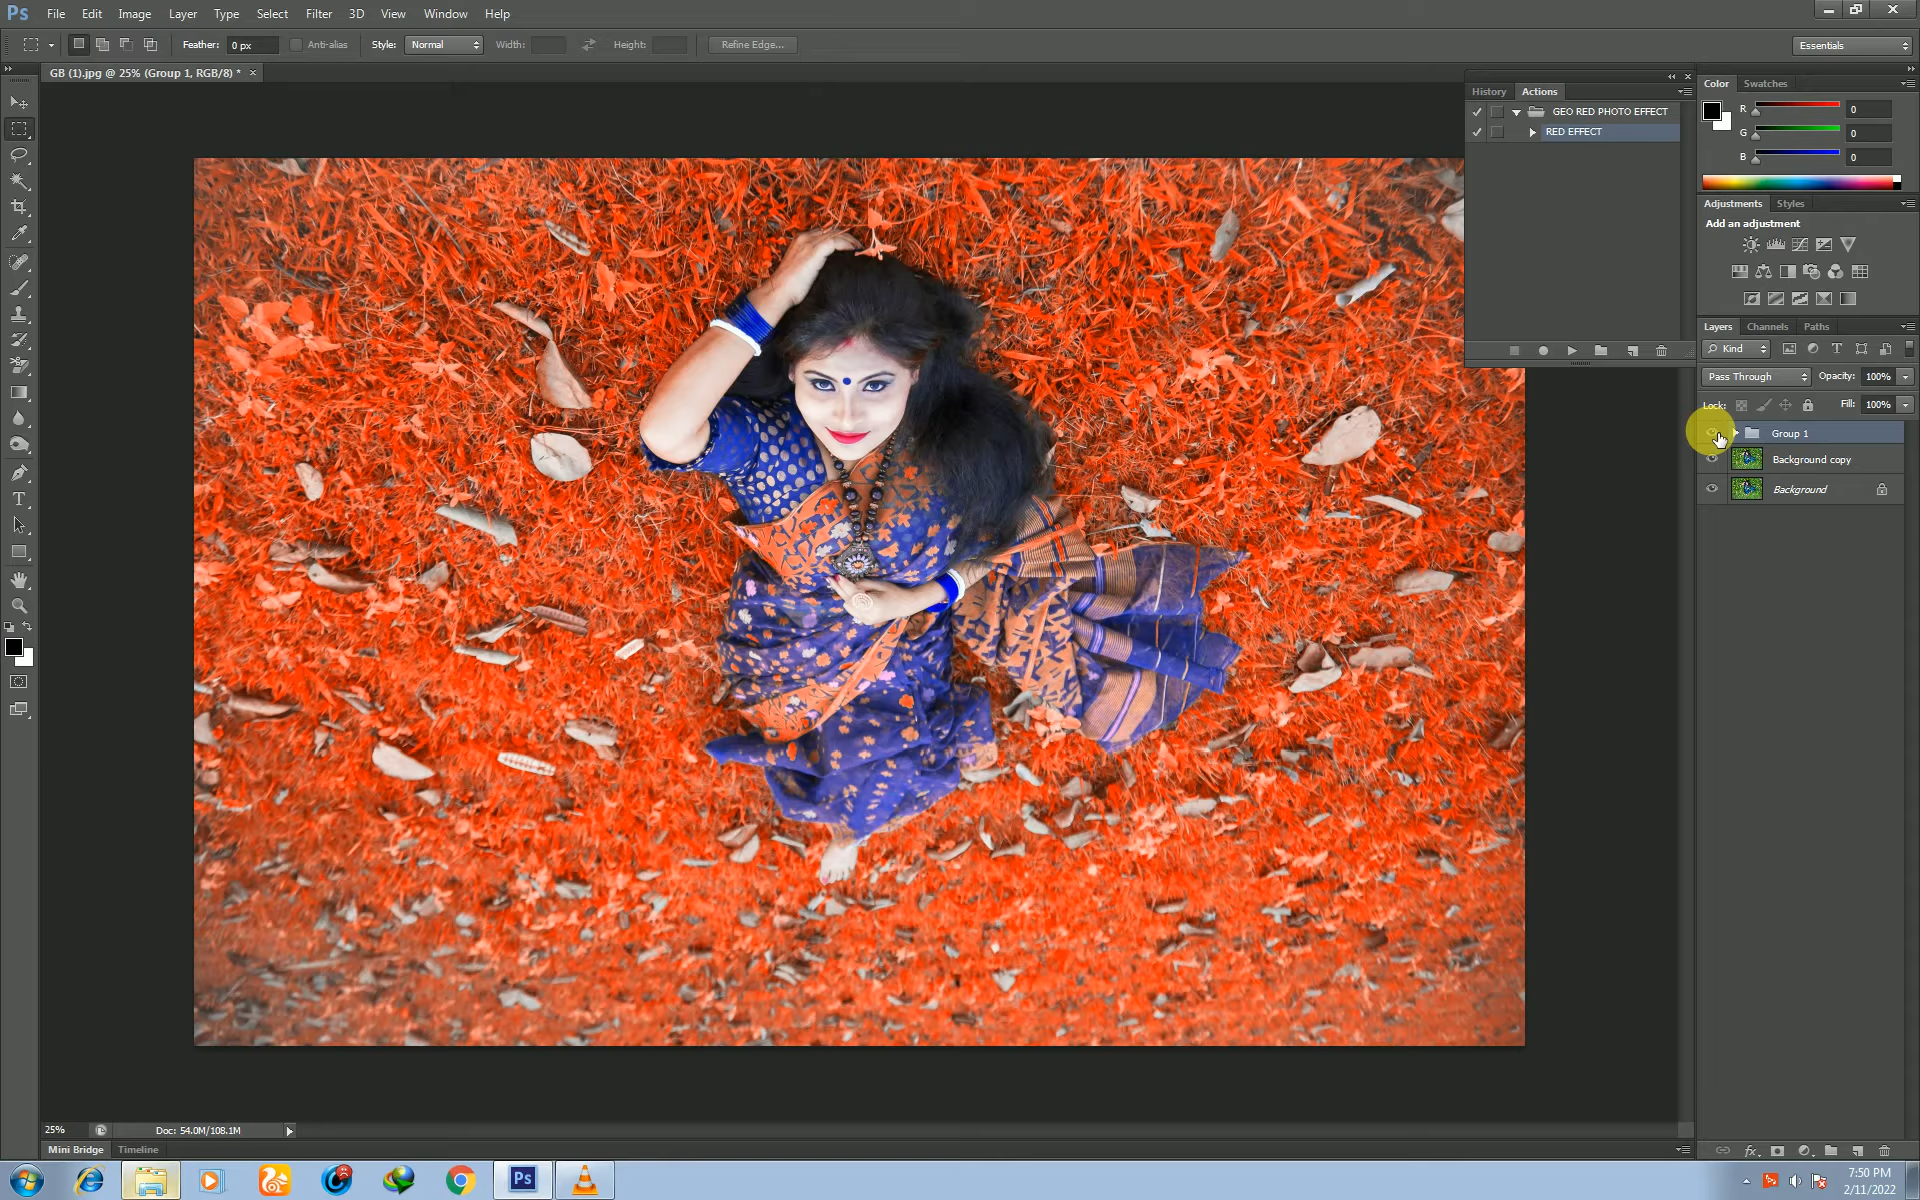 Ps File Edit Image Layer Type Select Filter 3D View Window Help
Feather: 0 px Anti-alias Style: Normal Width: Height: Refine Edge... Essentials
GB (1).jpg @ 25% (Group 1, RGB/8) * ×
History Actions
GEO RED PHOTO EFFECT
RED EFFECT
Color Swatches
R 0
G 0
B 0
Adjustments Styles
Add an adjustment
Layers Channels Paths
Kind
Pass Through Opacity: 100%
Lock: Fill: 100%
Group 1
Background copy
Background
25% Doc: 54.0M/108.1M
Mini Bridge Timeline
Ps
7:50 PM
2/11/2022